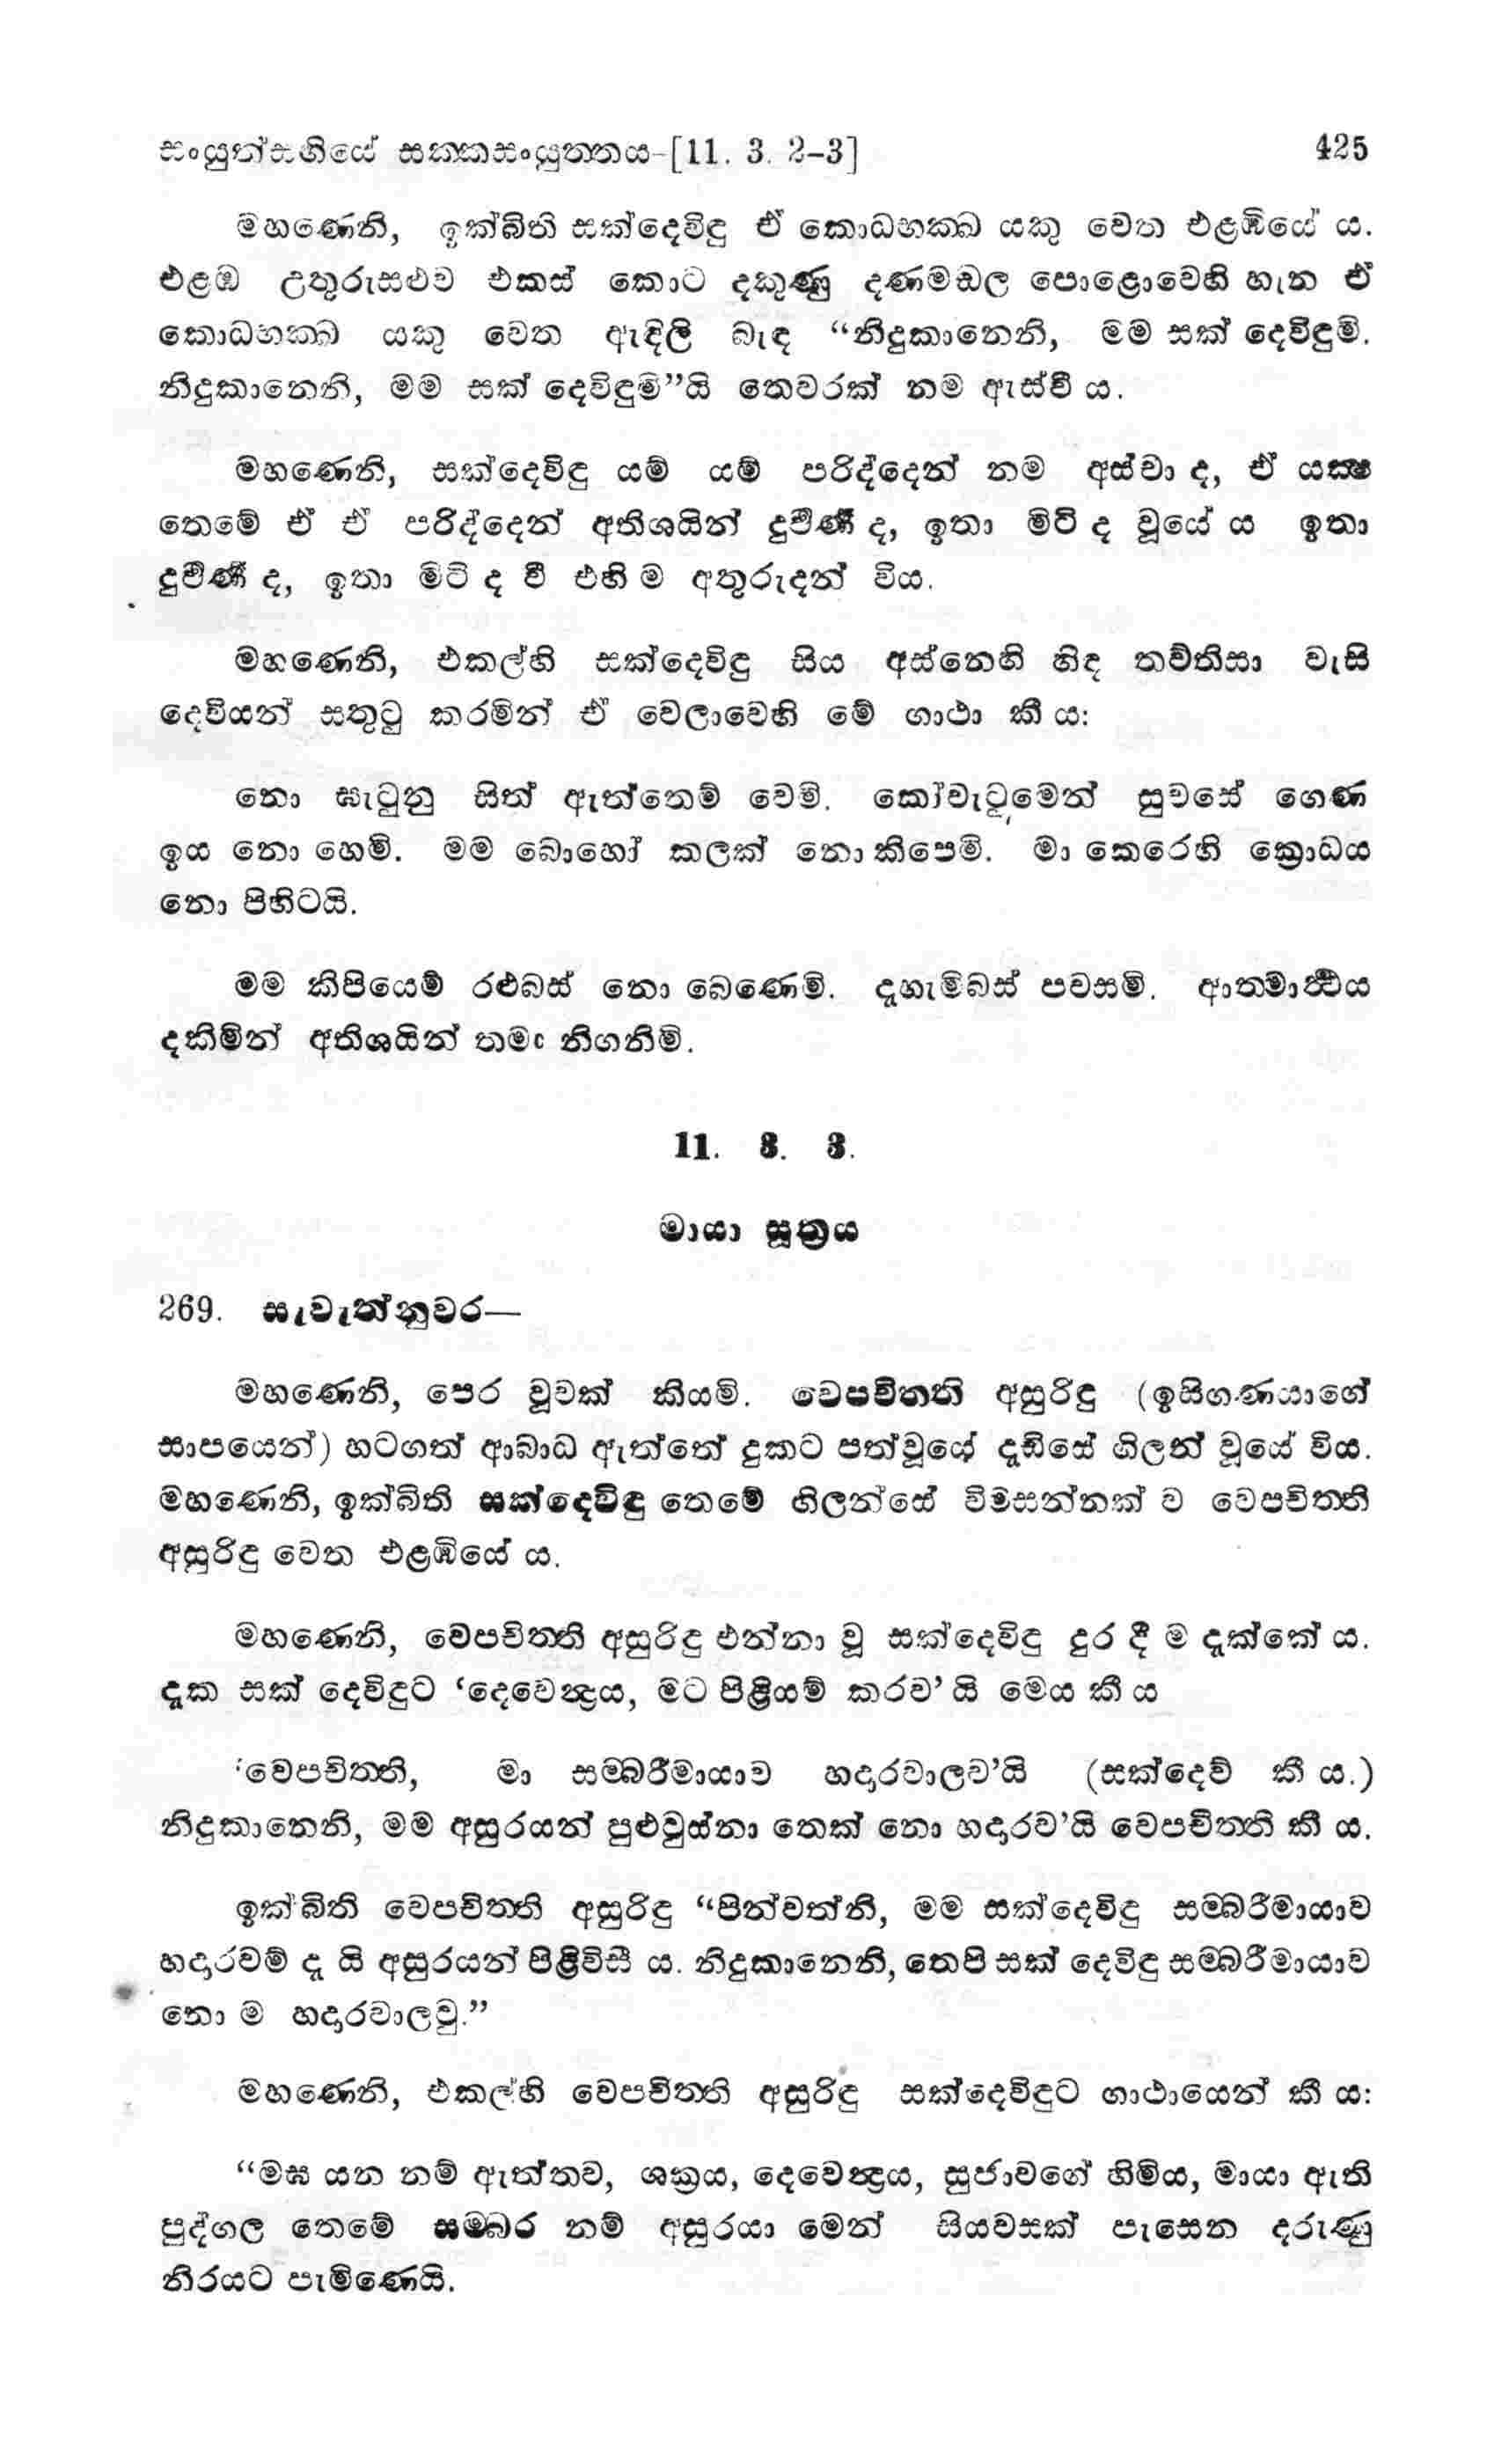 සංයුත්සඟියේ සක්කසංයුත්තය-[11. 3. 2-3] 425
මහණෙනි, ඉක්බිති සක්දෙවිඳු ඒ කොධභක්ඛ යකු වෙත එළඹියේ ය.
එළඹ උතුරුසළුව එකස් කොට දකුණු දණමඬල පොළොවෙහි හැන ඒ
කොධභක්ඛ යකු වෙත ඇඳිලි බැඳ “නිදුකානෙනි, මම සක් දෙවිඳුමි.
නිදුකානෙනි, මම සක් දෙවිඳුමි”යි තෙවරක් නම ඇස්වී ය.
මහණෙනි, සක්දෙවිඳු යම් යම් පරිද්දෙන් නම අස්වා ද, ඒ යක්ෂ
තෙමේ ඒ ඒ පරිද්දෙන් අතිශයින් දුර්වර්ණ ද, ඉතා මිටි ද වූයේ ය ඉතා
දුර්වර්ණ ද, ඉතා මිටි ද වී එහි ම අතුරුදන් විය.
මහණෙනි, එකල්හි සක්දෙවිඳු සිය අස්නෙහි හිඳ තව්තිසා වැසි
දෙවියන් සතුටු කරමින් ඒ වෙලාවෙහි මේ ගාථා කී ය:
නො ඝැටුනු සිත් ඇත්තෙම් වෙමි. කෝවැටුමෙන් සුවසේ ගෙණ
ඉය නො හෙමි. මම බොහෝ කලක් නො කිපෙමි. මා කෙරෙහි ක්‍රොධය
නො පිහිටයි.
මම කිපියෙම් රළුබස් නො බෙණෙමි. දැහැමිබස් පවසමි. ආත්මාර්ථය
දකිමින් අතිශයින් තමා නිගනිමි.
11. 3. 3.
මායා සූත්‍රය
269. සැවැත්නුවර—
මහණෙනි, පෙර වූවක් කියමි. වෙපචිත්ති අසුරිඳු (ඉසිගණයාගේ
සාපයෙන්) හටගත් ආබාධ ඇත්තේ දුකට පත්වූයේ දැඩිසේ ගිලන් වූයේ විය.
මහණෙනි, ඉක්බිති සක්දෙවිඳු තෙමේ ගිලන්සේ විමසන්නක් ව වෙපචිත්ති
අසුරිඳු වෙත එළඹියේ ය.
මහණෙනි, වෙපචිත්ති අසුරිඳු එන්නා වූ සක්දෙවිඳු දුර දී ම දැක්තේ ය.
දැක සක් දෙවිඳුට ‘දෙවෙන්‍ද්‍රය, මට පිළියම් කරව’ යි මෙය කී ය
‘වෙපචිත්ති, මා සම්බරීමායාව හදාරවාලව’යි (සක්දෙව් කී ය.)
නිදුකානෙනි, මම අසුරයන් පුළුවුස්නා තෙක් නො හදාරව’යි වෙපචිත්ති කී ය.
ඉක්බිති වෙපචිත්ති අසුරිඳු “පින්වත්නි, මම සක්දෙවිඳු සම්බරීමායාව
හදාරවම් දැ යි අසුරයන් පිළිවිසී ය. නිදුකානෙනි, තෙපි සක් දෙවිඳු සම්බරීමායාව
නො ම හදාරවාලවු.”
මහණෙනි, එකල්හි වෙපචිත්ති අසුරිඳු සක්දෙවිඳුට ගාථායෙන් කී ය:
“මඝ යන නම් ඇත්තව, ශක්‍රය, දෙවෙන්‍ද්‍රය, සුජාවගේ හිමිය, මායා ඇති
පුද්ගල තෙමේ සම්බර නම් අසුරයා මෙන් සියවසක් පැසෙන දරුණු
නිරයට පැමිණෙයි.